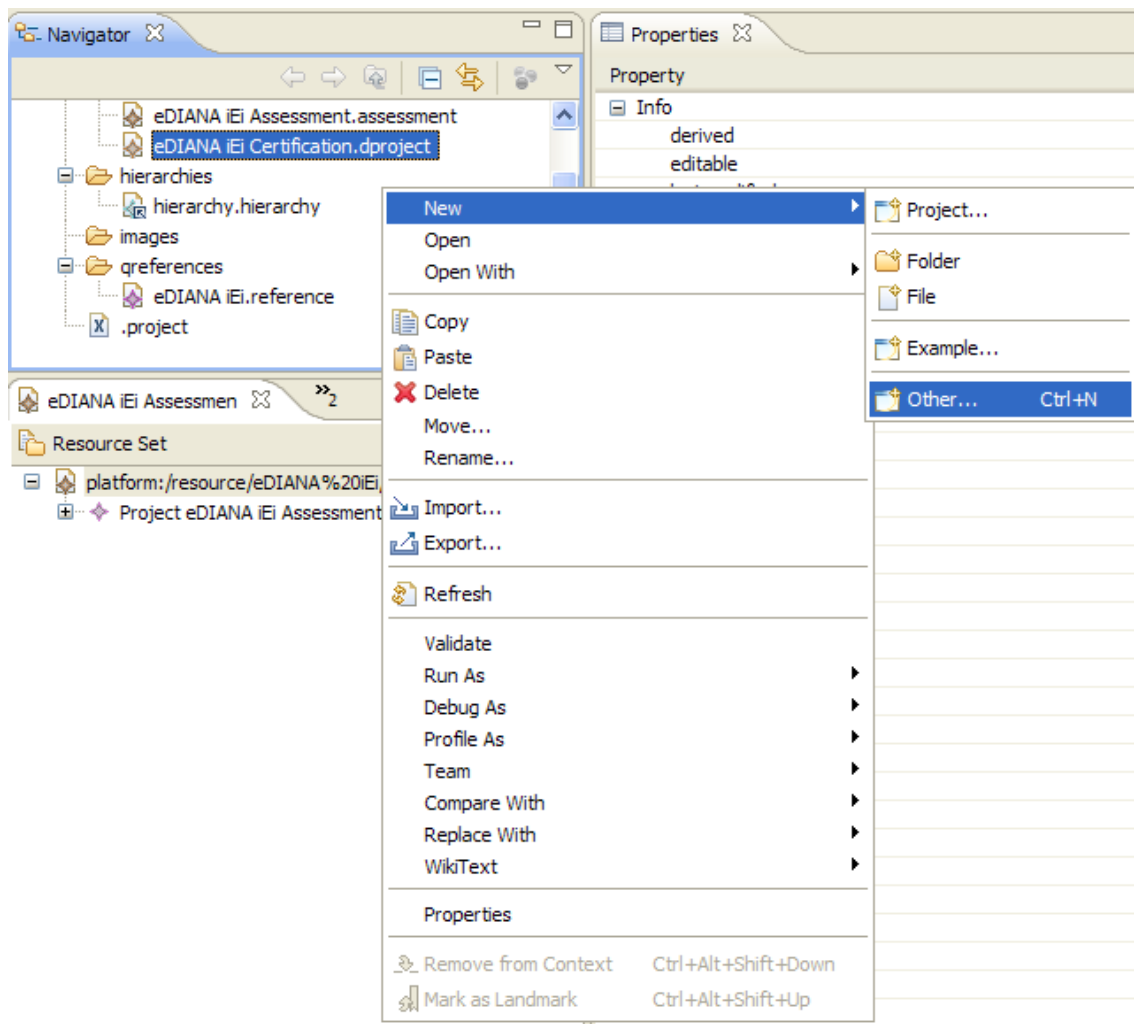 Navigator
Properties
Property
eDIANA iEi Assessment.assessment
eDIANA iEi Certification.dproject
hierarchies
hierarchy.hierarchy
images
qreferences
eDIANA iEi.reference
.project
Info
derived
editable
eDIANA iEi Assessmen
»2
Resource Set
platform:/resource/eDIANA%20iEi,
Project eDIANA iEi Assessment
New
Open
Open With
Copy
Paste
Delete
Move...
Rename...
Import...
Export...
Refresh
Validate
Run As
Debug As
Profile As
Team
Compare With
Replace With
WikiText
Properties
Remove from Context Ctrl+Alt+Shift+Down
Mark as Landmark Ctrl+Alt+Shift+Up
Project...
Folder
File
Example...
Other... Ctrl+N